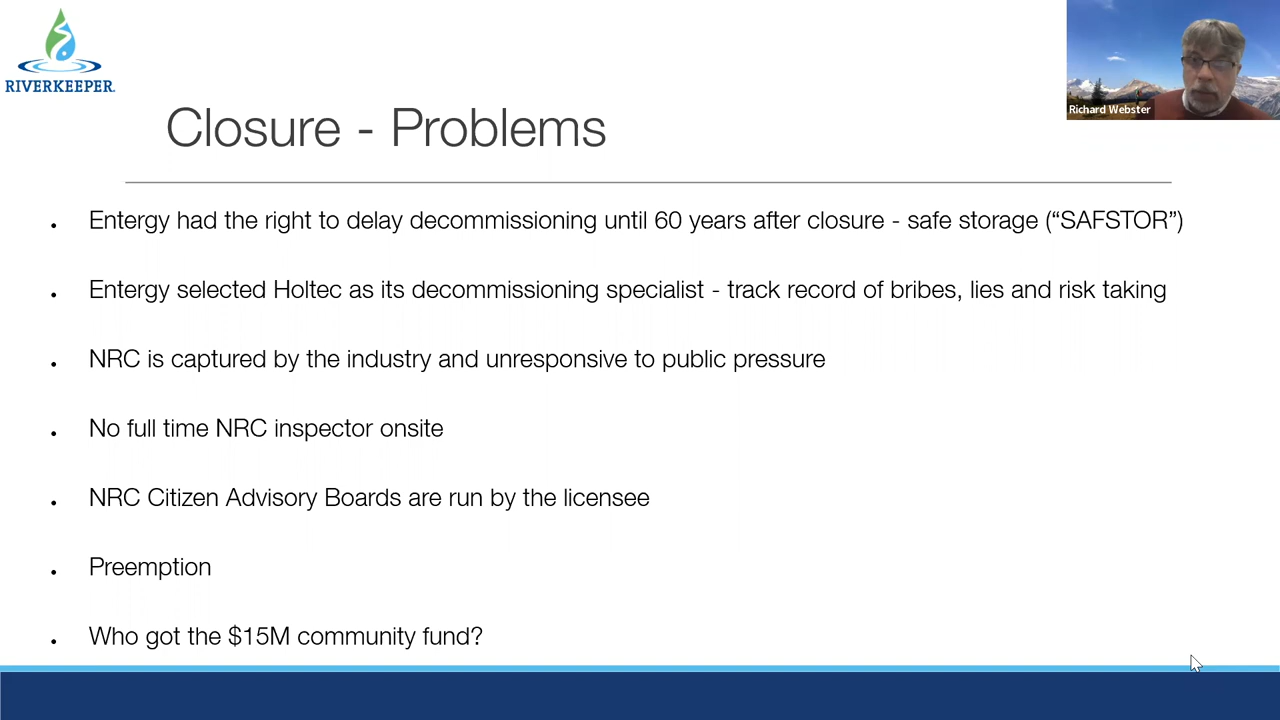 RIVERKEEPER.
Richard Webster
Closure - Problems
• Entergy had the right to delay decommissioning until 60 years after closure - safe storage (“SAFSTOR”)
• Entergy selected Holtec as its decommissioning specialist - track record of bribes, lies and risk taking
• NRC is captured by the industry and unresponsive to public pressure
• No full time NRC inspector onsite
• NRC Citizen Advisory Boards are run by the licensee
• Preemption
• Who got the $15M community fund?